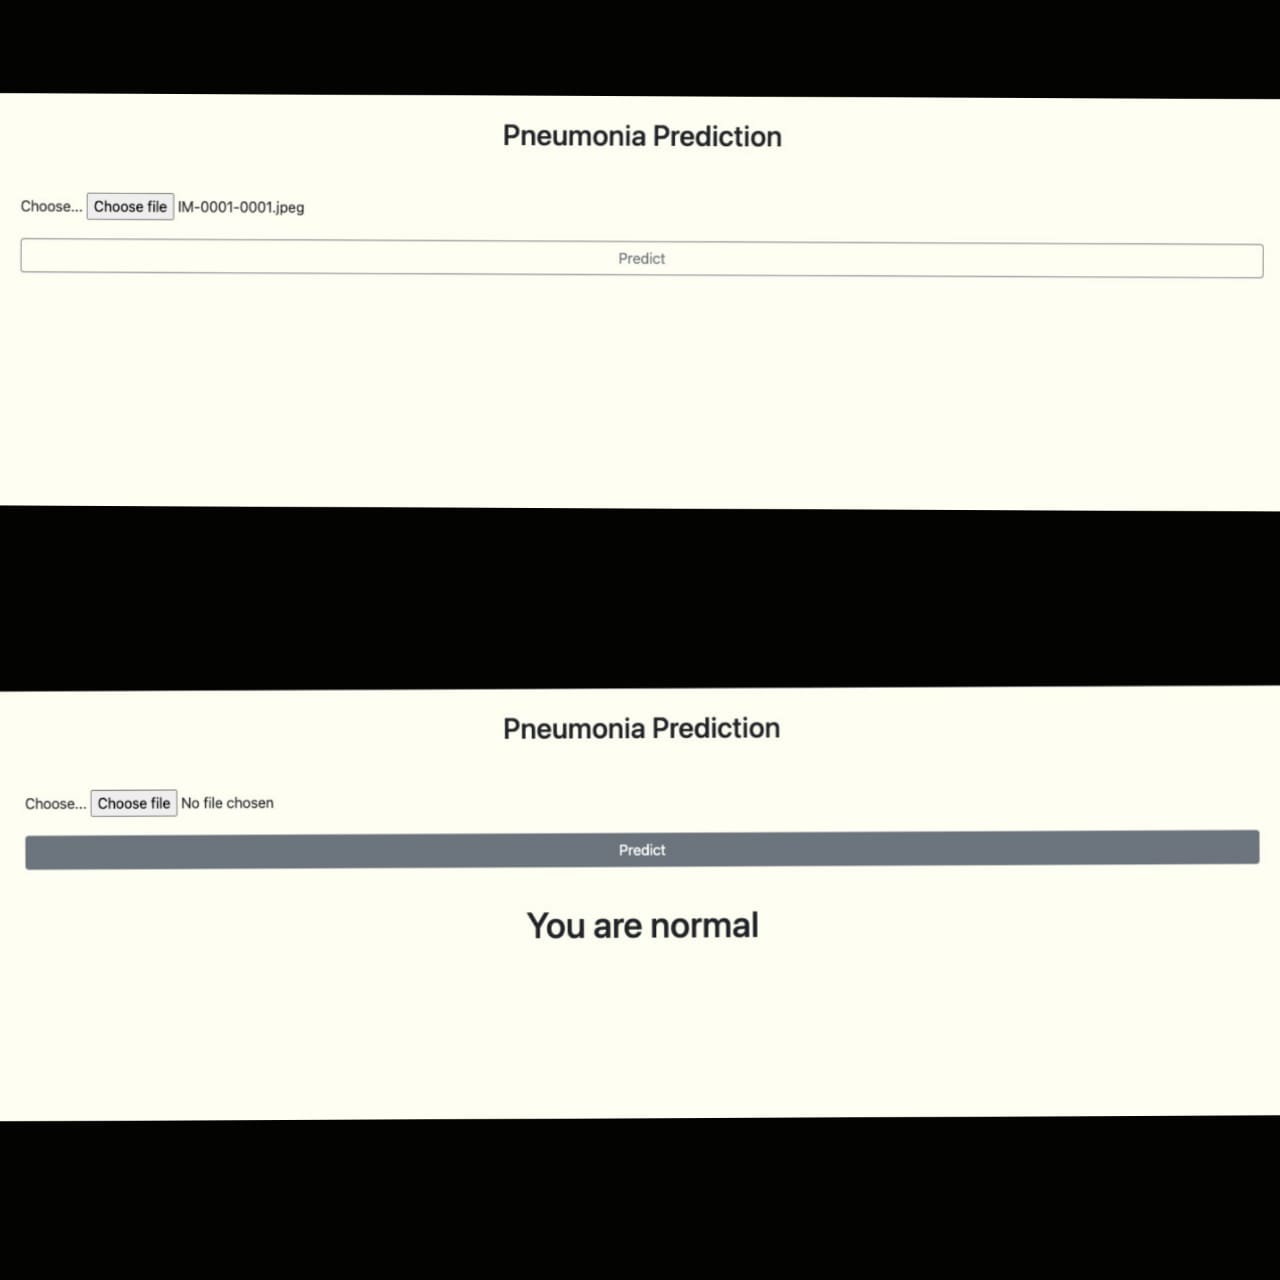 Pneumonia Prediction
Choose... Choose file IM-0001-0001.jpeg
Predict
Pneumonia Prediction
Choose... Choose file No file chosen
Predict
You are normal